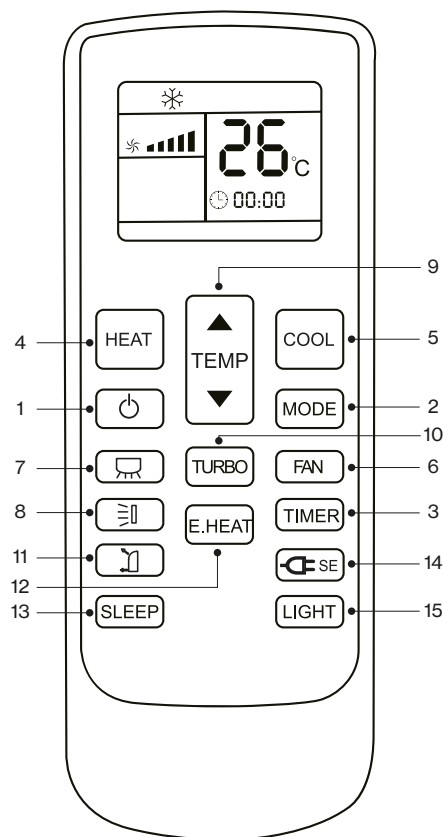 26°C
00:00
9
4 HEAT TEMP COOL 5
1 MODE 2
10
7 TURBO FAN 6
8 E.HEAT TIMER 3
11 SE 14
12
13 SLEEP LIGHT 15